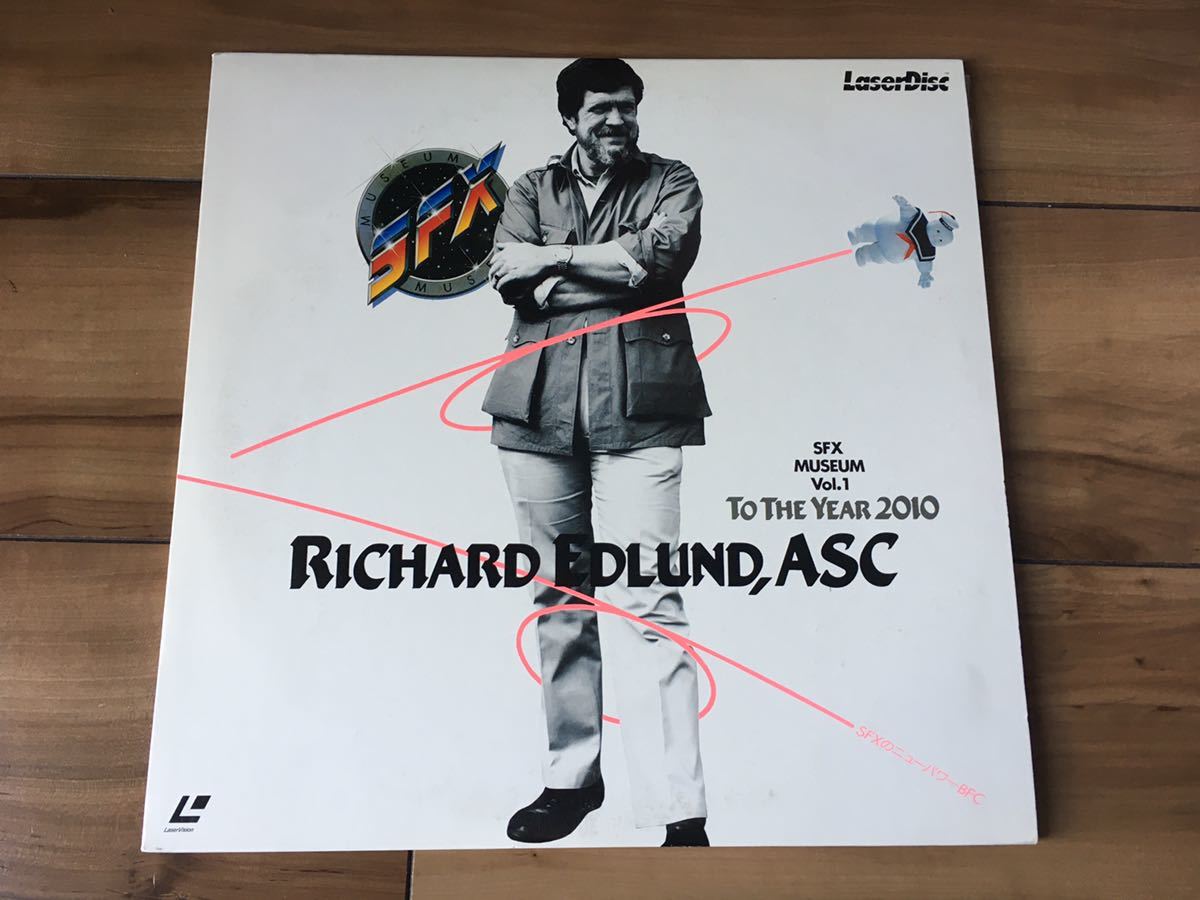 LaserDisc
MUSEUM
SFX
MUS
SFX
MUSEUM
Vol.1
TO THE YEAR 2010
RICHARD EDLUND, ASC
SFXのニューパワーBFC
LaserVision